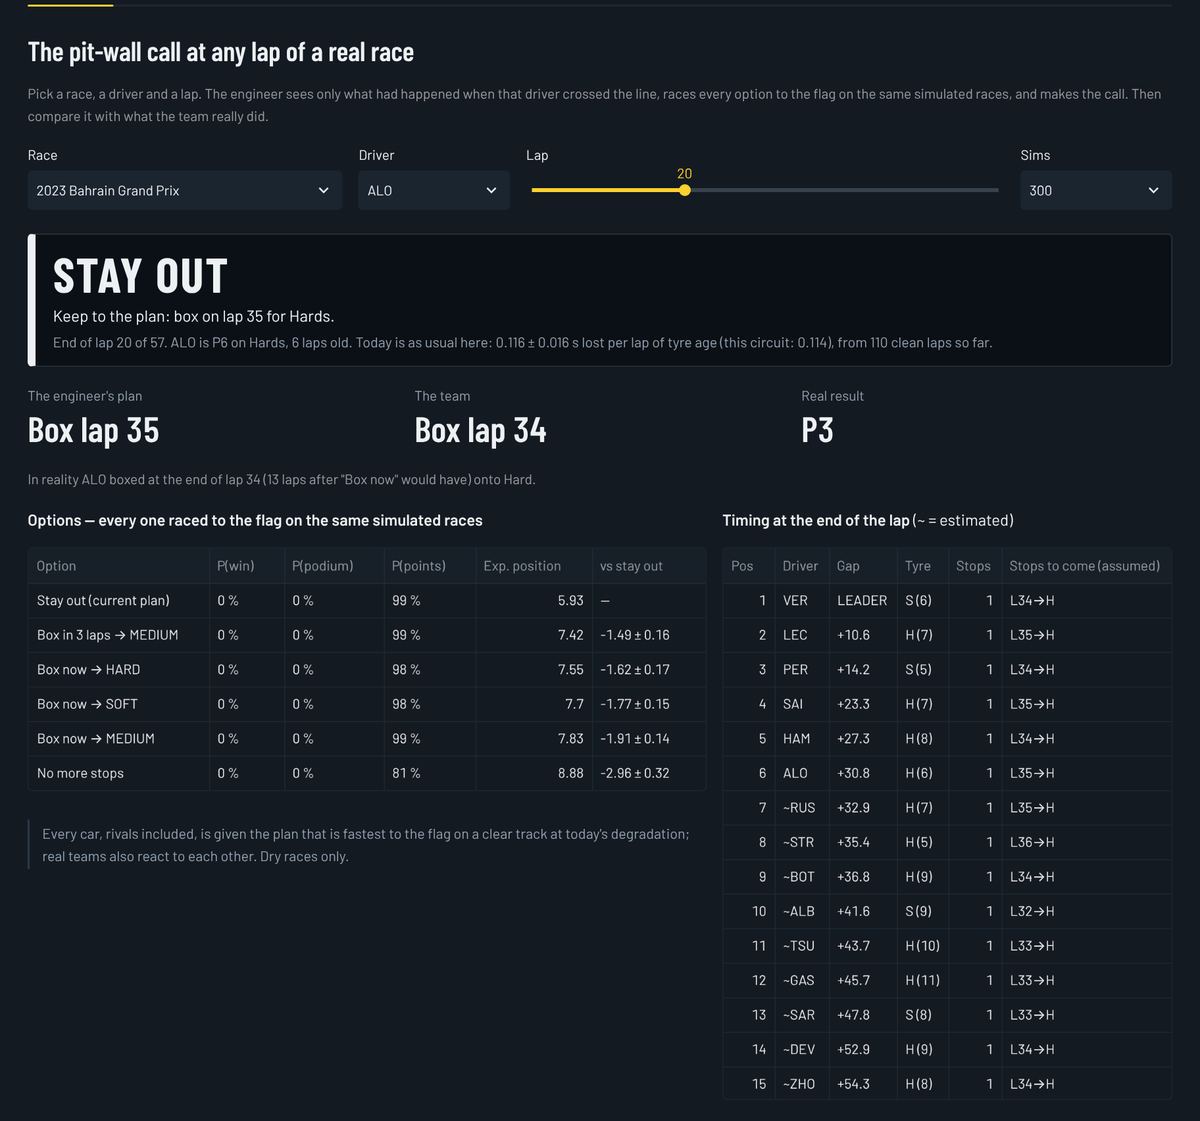 The pit-wall call at any lap of a real race
Pick a race, a driver and a lap. The engineer sees only what had happened when that driver crossed the line, races every option to the flag on the same simulated races, and makes the call. Then
compare it with what the team really did.
Race Driver Lap Sims
2023 Bahrain Grand Prix ALO 20 300
STAY OUT
Keep to the plan: box on lap 35 for Hards.
End of lap 20 of 57. ALO is P6 on Hards, 6 laps old. Today is as usual here: 0.116 ± 0.016 s lost per lap of tyre age (this circuit: 0.114), from 110 clean laps so far.
The engineer's plan The team Real result
Box lap 35 Box lap 34 P3
In reality ALO boxed at the end of lap 34 (13 laps after "Box now" would have) onto Hard.
Options — every one raced to the flag on the same simulated races
Option P(win) P(podium) P(points) Exp. position vs stay out
Stay out (current plan) 0 % 0 % 99 % 5.93 —
Box in 3 laps → MEDIUM 0 % 0 % 99 % 7.42 -1.49 ± 0.16
Box now → HARD 0 % 0 % 98 % 7.55 -1.62 ± 0.17
Box now → SOFT 0 % 0 % 98 % 7.7 -1.77 ± 0.15
Box now → MEDIUM 0 % 0 % 99 % 7.83 -1.91 ± 0.14
No more stops 0 % 0 % 81 % 8.88 -2.96 ± 0.32
Every car, rivals included, is given the plan that is fastest to the flag on a clear track at today's degradation;
real teams also react to each other. Dry races only.
Timing at the end of the lap (~ = estimated)
Pos Driver Gap Tyre Stops Stops to come (assumed)
1 VER LEADER S (6) 1 L34→H
2 LEC +10.6 H (7) 1 L35→H
3 PER +14.2 S (5) 1 L34→H
4 SAI +23.3 H (7) 1 L35→H
5 HAM +27.3 H (8) 1 L34→H
6 ALO +30.8 H (6) 1 L35→H
7 ~RUS +32.9 H (7) 1 L35→H
8 ~STR +35.4 H (5) 1 L36→H
9 ~BOT +36.8 H (9) 1 L34→H
10 ~ALB +41.6 S (9) 1 L32→H
11 ~TSU +43.7 H (10) 1 L33→H
12 ~GAS +45.7 H (11) 1 L33→H
13 ~SAR +47.8 S (8) 1 L33→H
14 ~DEV +52.9 H (9) 1 L34→H
15 ~ZHO +54.3 H (8) 1 L34→H